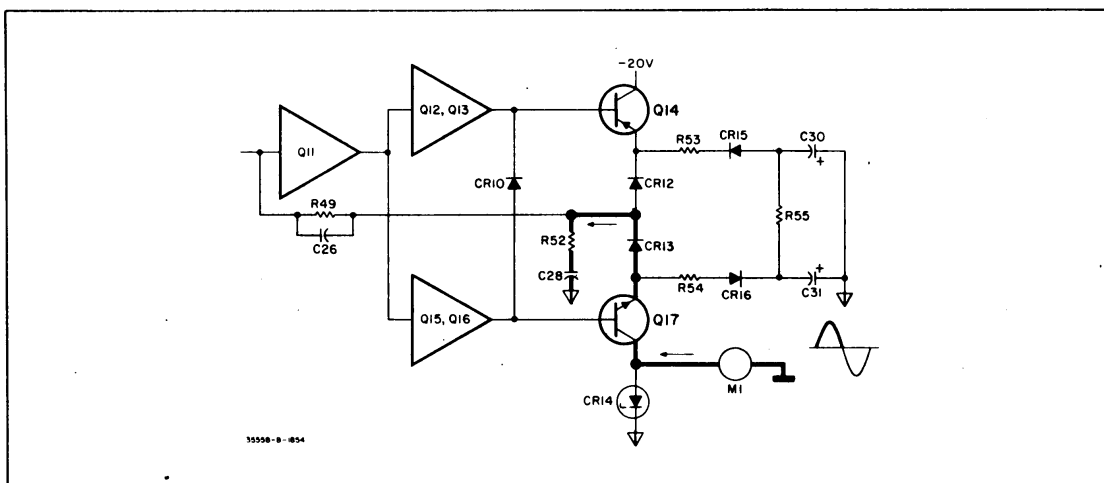 -20V
Q12, Q13
Q14
Q11
R53
CR15
C30
+
CR10
CR12
R49
R55
C26
R52
CR13
C28
R54
CR16
+
C31
Q15, Q16
Q17
M1
CR14
3555B-B-1854